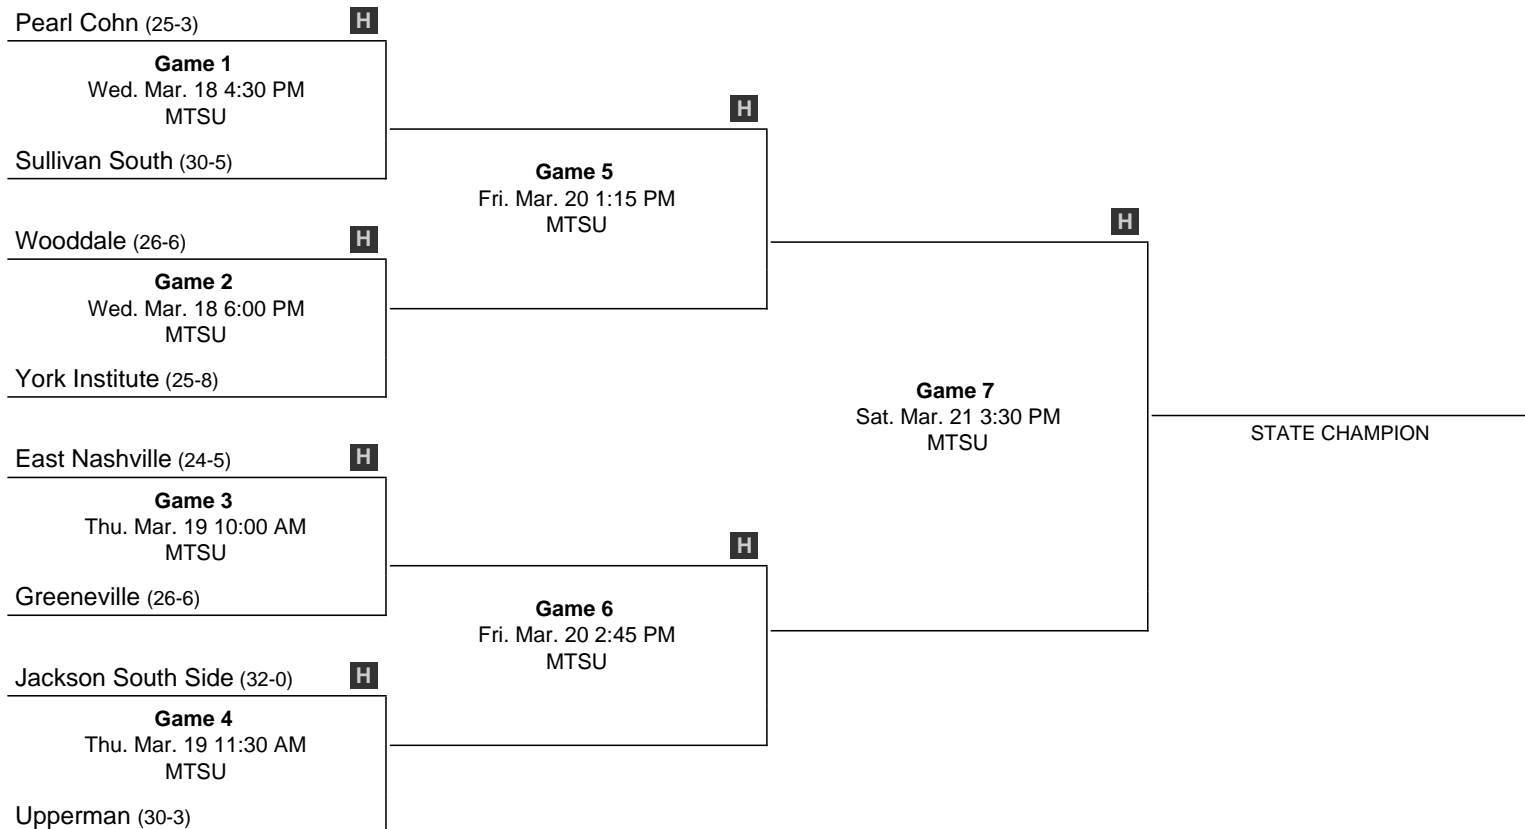 Pearl Cohn (25-3) H
Game 1
Wed. Mar. 18 4:30 PM
MTSU
Sullivan South (30-5)
Wooddale (26-6) H
Game 2
Wed. Mar. 18 6:00 PM
MTSU
York Institute (25-8)
East Nashville (24-5) H
Game 3
Thu. Mar. 19 10:00 AM
MTSU
Greeneville (26-6)
Jackson South Side (32-0) H
Game 4
Thu. Mar. 19 11:30 AM
MTSU
Upperman (30-3)
H
Game 5
Fri. Mar. 20 1:15 PM
MTSU
H
Game 6
Fri. Mar. 20 2:45 PM
MTSU
H
Game 7
Sat. Mar. 21 3:30 PM
MTSU
STATE CHAMPION